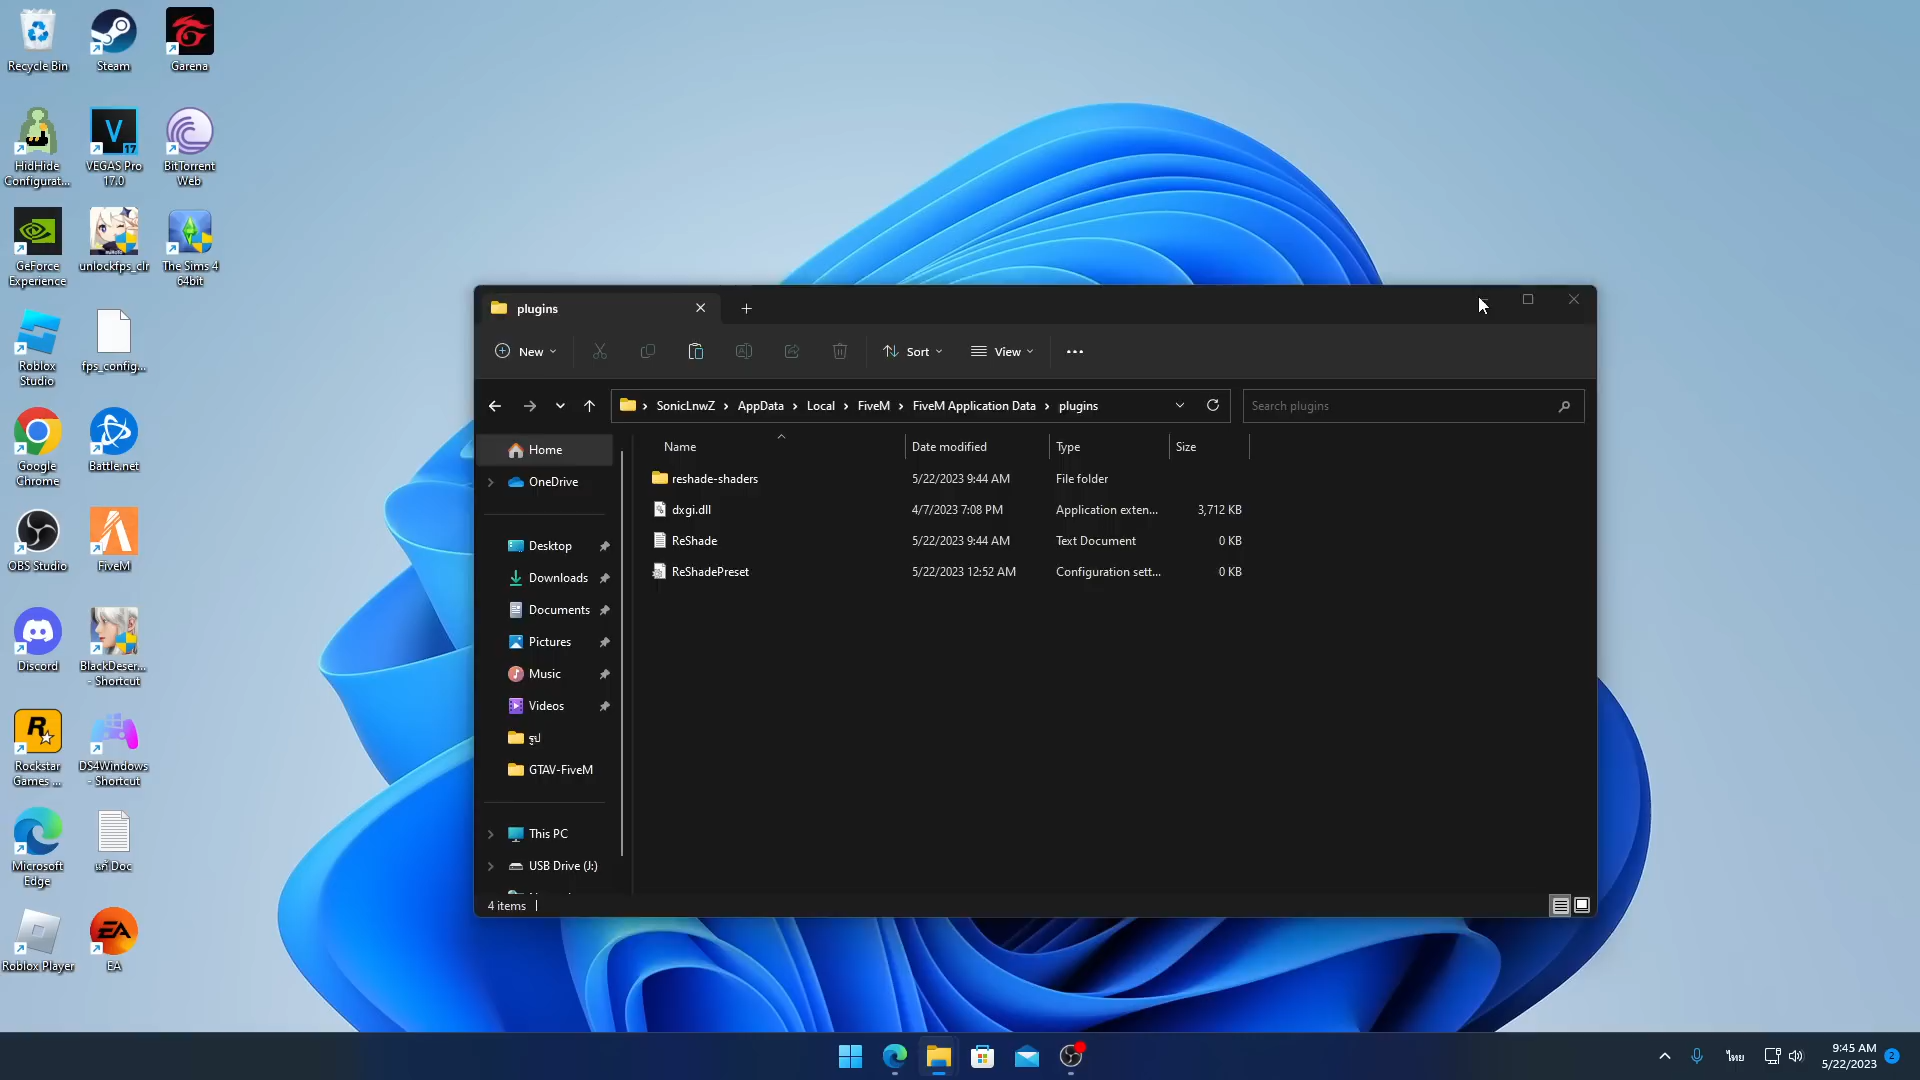 Recycle Bin
Steam
Garena
HidHide
Configurat...
V
17
VEGAS Pro
17.0
BitTorrent
Web
GeForce
Experience
unlockfps_clr
The Sims 4
64bit
Roblox
Studio
fps_config...
Google
Chrome
Battle.net
OBS Studio
FiveM
Discord
BlackDeser...
- Shortcut
R
Rockstar
Games ...
DS4Windows
- Shortcut
Microsoft
Edge
แก้ Doc
Roblox Player
EA
EA
plugins
New
Sort
View
SonicLnwZ
AppData
Local
FiveM
FiveM Application Data
plugins
Search plugins
Home
OneDrive
Desktop
Downloads
Documents
Pictures
Music
Videos
รูป
GTAV-FiveM
This PC
USB Drive (J:)
Name
Date modified
Type
Size
reshade-shaders
5/22/2023 9:44 AM
File folder
dxgi.dll
4/7/2023 7:08 PM
Application exten...
3,712 KB
ReShade
5/22/2023 9:44 AM
Text Document
0 KB
ReShadePreset
5/22/2023 12:52 AM
Configuration sett...
0 KB
4 items
ไทย
9:45 AM
5/22/2023
2